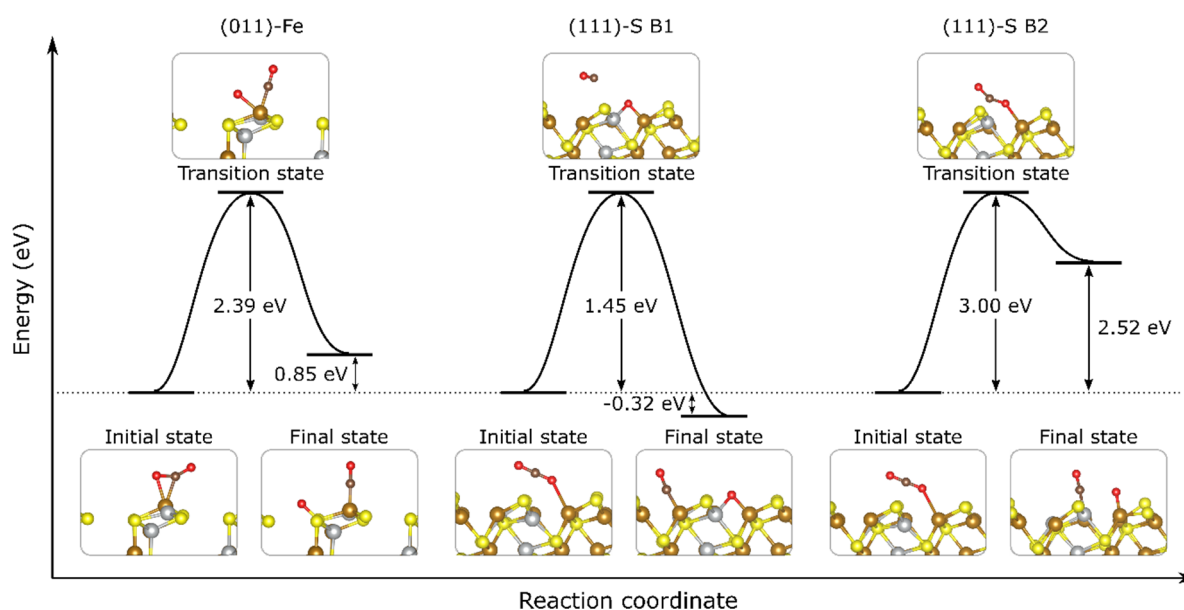 (011)-Fe
(111)-S B1
(111)-S B2
Transition state
Transition state
Transition state
Energy (eV)
2.39 eV
0.85 eV
1.45 eV
-0.32 eV
3.00 eV
2.52 eV
Initial state
Final state
Initial state
Final state
Initial state
Final state
Reaction coordinate